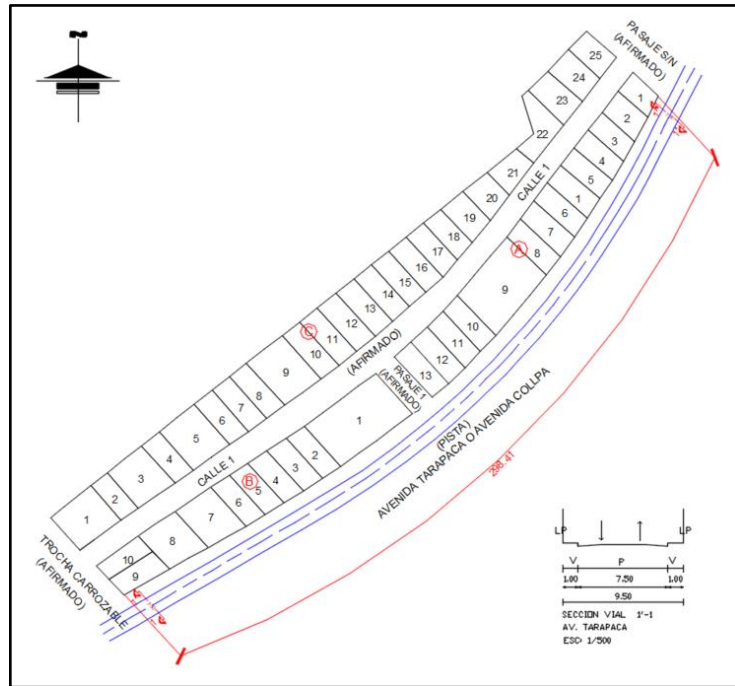 N
PASAJE S/N
(AFIRMADO)
25
24
23
22
21
20
19
18
17
16
15
14
13
12
11
10
9
8
7
6
5
4
3
2
1
C
CALLE 1
(AFIRMADO)
CALLE 1
1
2
3
4
5
1
6
7
8
A
9
10
11
12
13
PASAJE 1
(AFIRMADO)
1
2
3
4
5
B
6
7
8
10
9
TROCHA CARROZABLE
(AFIRMADO)
(PISTA)
AVENIDA TARAPACA O AVENIDA COLLPA
298.41
LP LP
V P V
1.00 7.50 1.00
9.50
SECCION VIAL 1'-1
AV. TARAPACA
ESC: 1/500